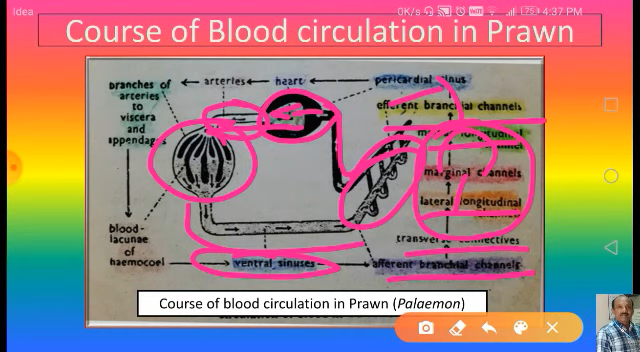 Idea
0K/s
75
4:37 PM
Course of Blood circulation in Prawn
branches of
arteries
to
viscera
and
appendages
arteries
heart
pericardial sinus
efferent branchial channels
longitudinal
marginal channels
lateral longitudinal
transverse connectives
blood-
lacunae
of
haemocoel
ventral sinuses
afferent branchial channels
Course of blood circulation in Prawn (Palaemon)